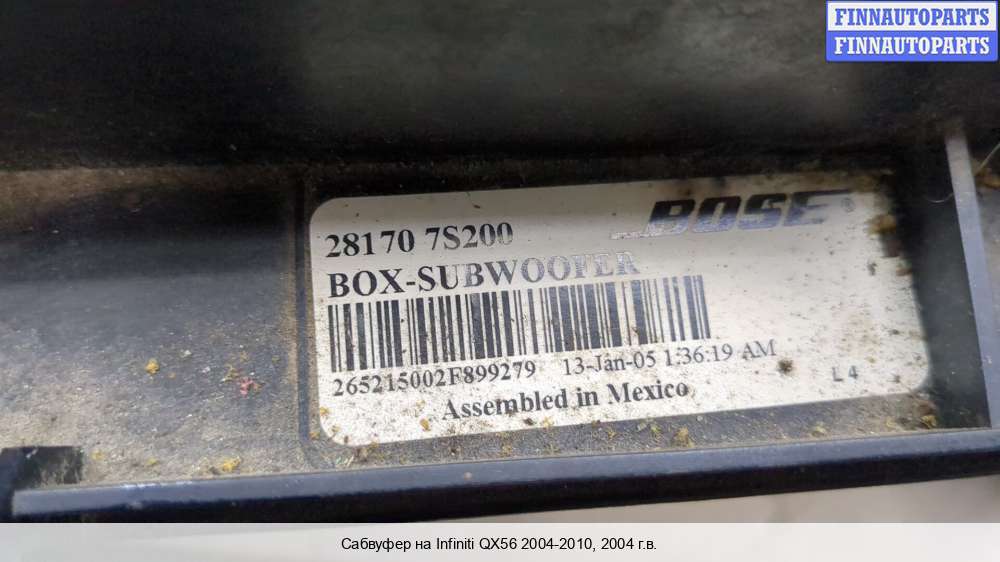 FINNAUTOPARTS
FINNAUTOPARTS
BOSE
28170 7S200
BOX-SUBWOOFER
265215002F899279 13-Jan-05 1:36:19 AM
Assembled in Mexico
L 4
Сабвуфер на Infiniti QX56 2004-2010, 2004 г.в.